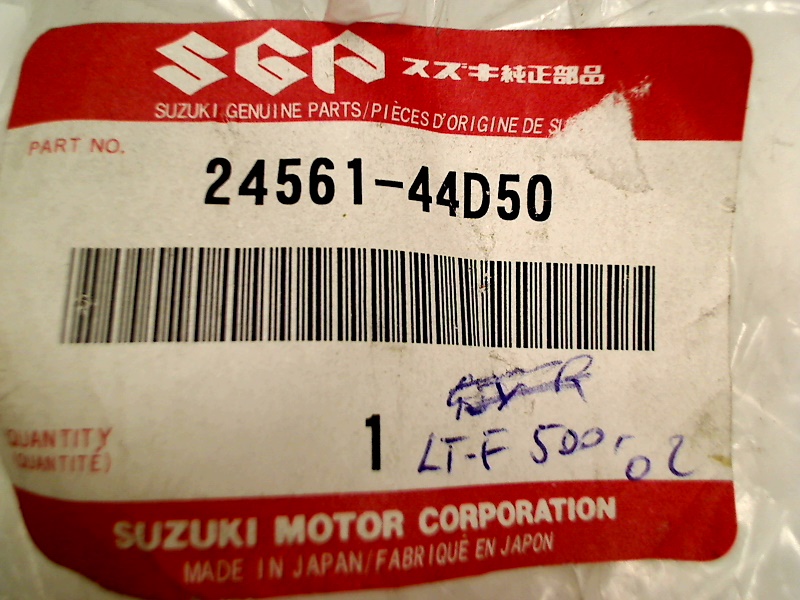 SGP スズキ純正部品
SUZUKI GENUINE PARTS/PIÈCES D'ORIGINE DE
PART NO.
24561-44D50
QUANTITY
(QUANTITÉ)
1
LT-F 500, 02
SUZUKI MOTOR CORPORATION
MADE IN JAPAN/FABRIQUÉ EN JAPON